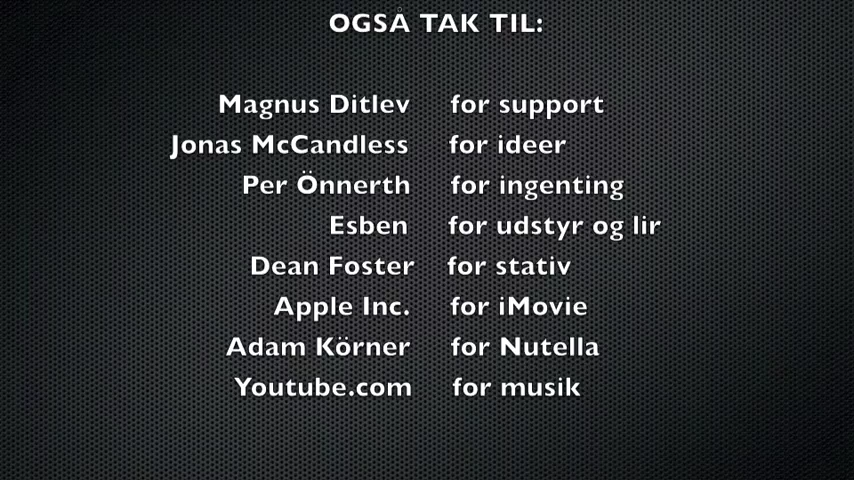 OGSÅ TAK TIL:
Magnus Ditlev for support
Jonas McCandless for ideer
Per Önnerth for ingenting
Esben for udstyr og lir
Dean Foster for stativ
Apple Inc. for iMovie
Adam Körner for Nutella
Youtube.com for musik